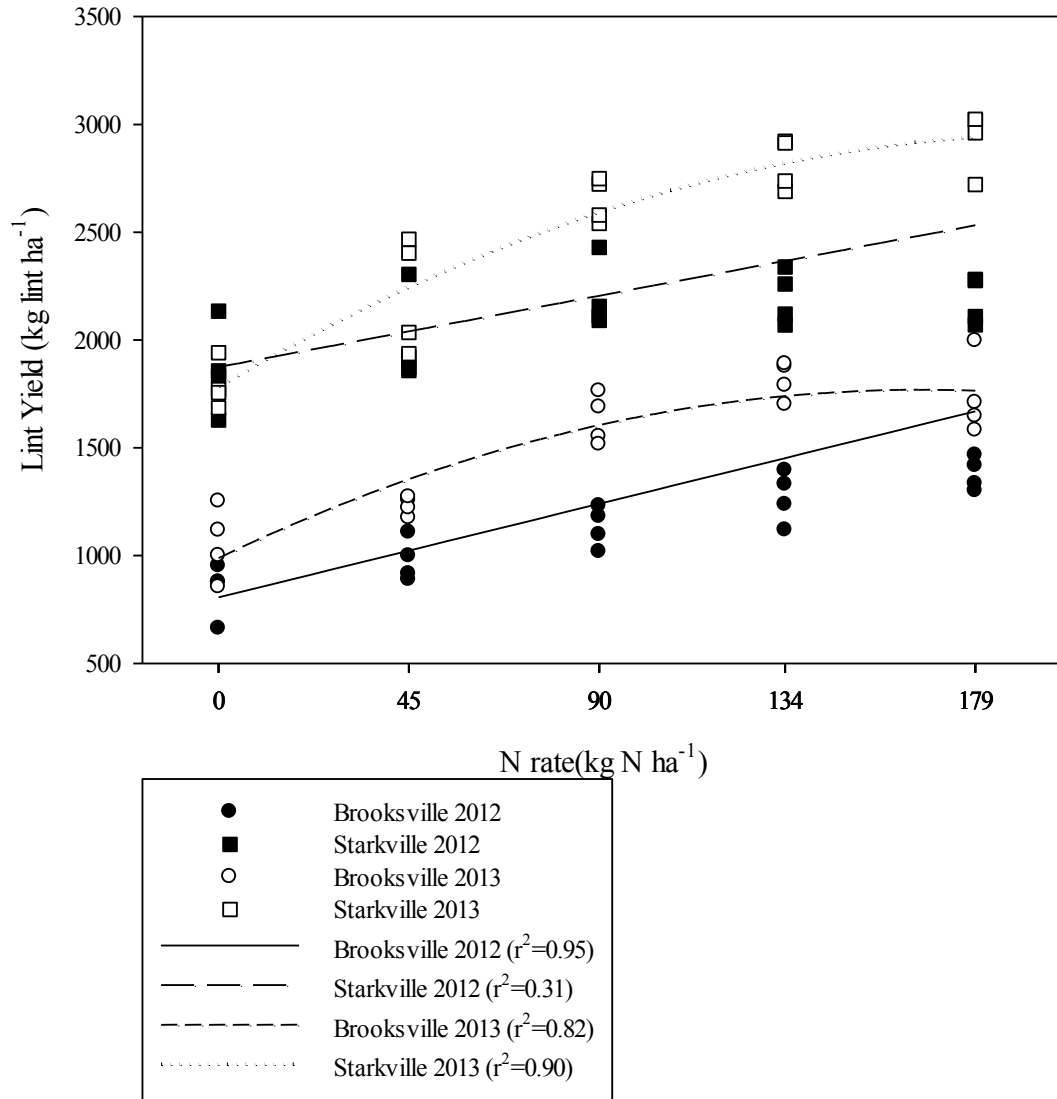 3500
3000
2500
2000
1500
1000
500
Lint Yield (kg lint ha⁻¹)
0 45 90 134 179
N rate(kg N ha⁻¹)
Brooksville 2012
Starkville 2012
Brooksville 2013
Starkville 2013
Brooksville 2012 (r²=0.95)
Starkville 2012 (r²=0.31)
Brooksville 2013 (r²=0.82)
Starkville 2013 (r²=0.90)